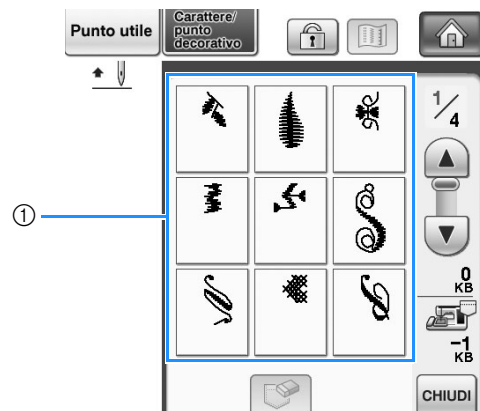 Punto utile
Carattere/
punto
decorativo
1/4
①
0
KB
-1
KB
CHIUDI